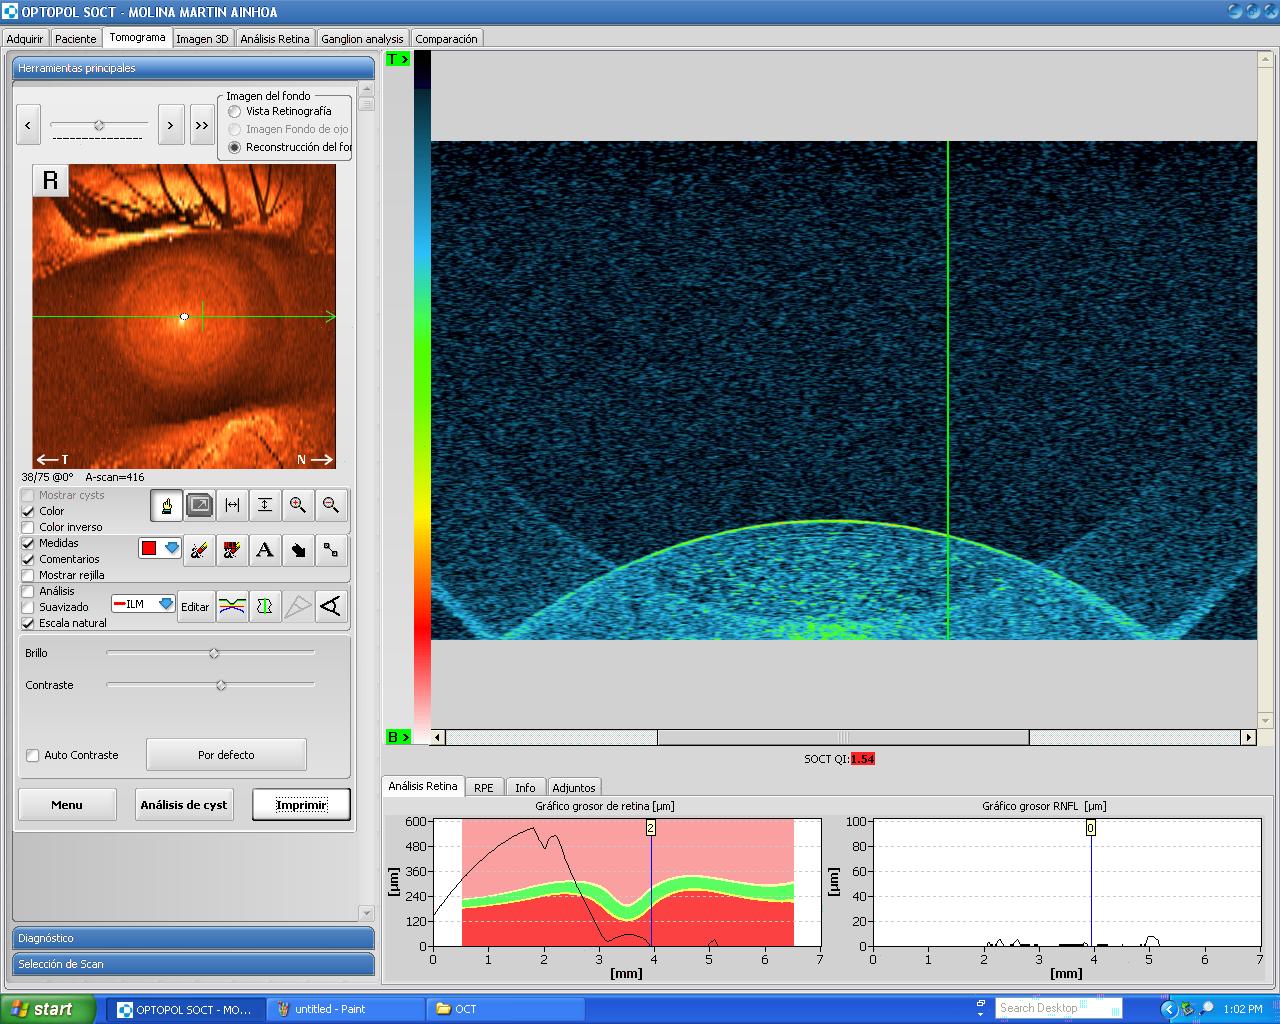 OPTOPOL SOCT - MOLINA MARTIN AINHOA
Adquirir Paciente Tomograma Imagen 3D Análisis Retina Ganglion analysis Comparación
Herramientas principales
Imagen del fondo
Vista Retinografía
Imagen Fondo de ojo
Reconstrucción del for
< > >>
R
T N
38/75 @0° A-scan=416
Mostrar cysts
Color
Color inverso
Medidas
Comentarios
Mostrar rejilla
A
Análisis
Suavizado
Escala natural
ILM
Editar
Brillo
Contraste
Auto Contraste
Por defecto
Menu
Análisis de cyst
Imprimir
Diagnóstico
Selección de Scan
T >
B >
SOCT QI: 1.54
Análisis Retina RPE Info Adjuntos
Gráfico grosor de retina [µm]
600
480
360
240
120
0
[µm]
2
0 1 2 3 4 5 6 7
[mm]
Gráfico grosor RNFL [µm]
100
80
60
40
20
0
[µm]
0
0 1 2 3 4 5 6 7
[mm]
start
OPTOPOL SOCT - MO...
untitled - Paint
OCT
Search Desktop
1:02 PM